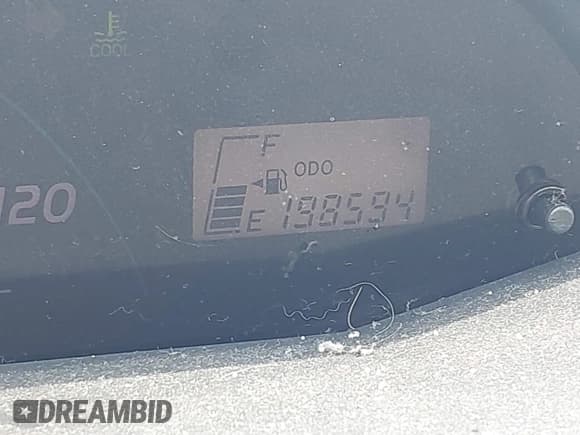 COOL
F
ODO
120
E 198594
DREAMBID